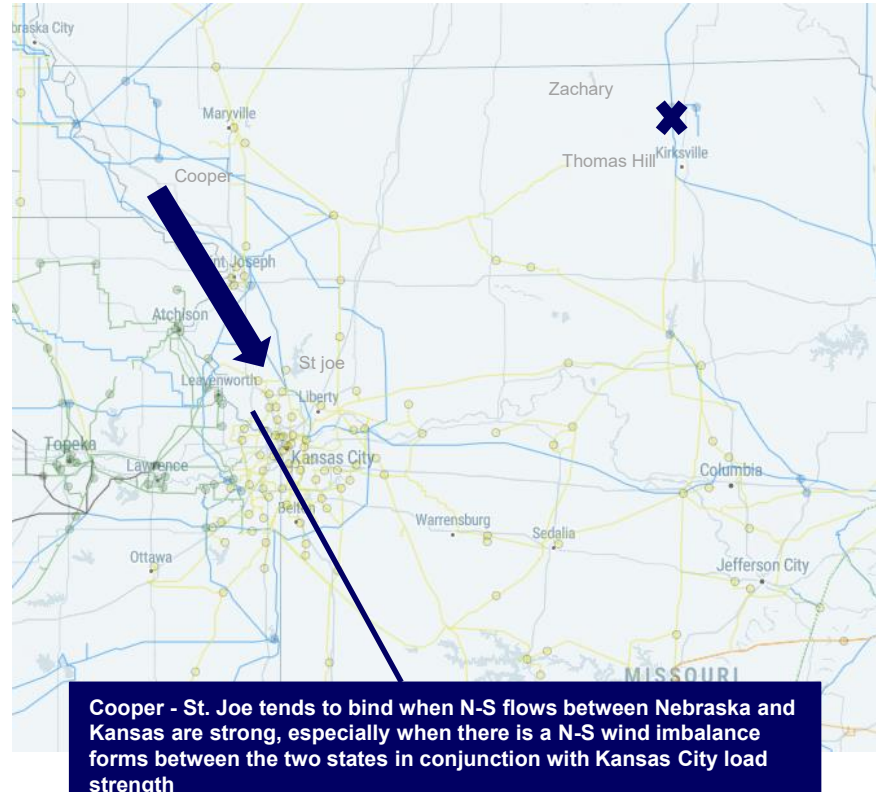 braska City
Zachary
Maryville
Kirksville
Thomas Hill
Cooper
nt Joseph
Atchison
St joe
Leavenworth
Liberty
Topeka
Kansas City
Lawrence
Columbia
Belton
Warrensburg
Sedalia
Ottawa
Jefferson City
MISSOURI
Cooper - St. Joe tends to bind when N-S flows between Nebraska and
Kansas are strong, especially when there is a N-S wind imbalance
forms between the two states in conjunction with Kansas City load
strength